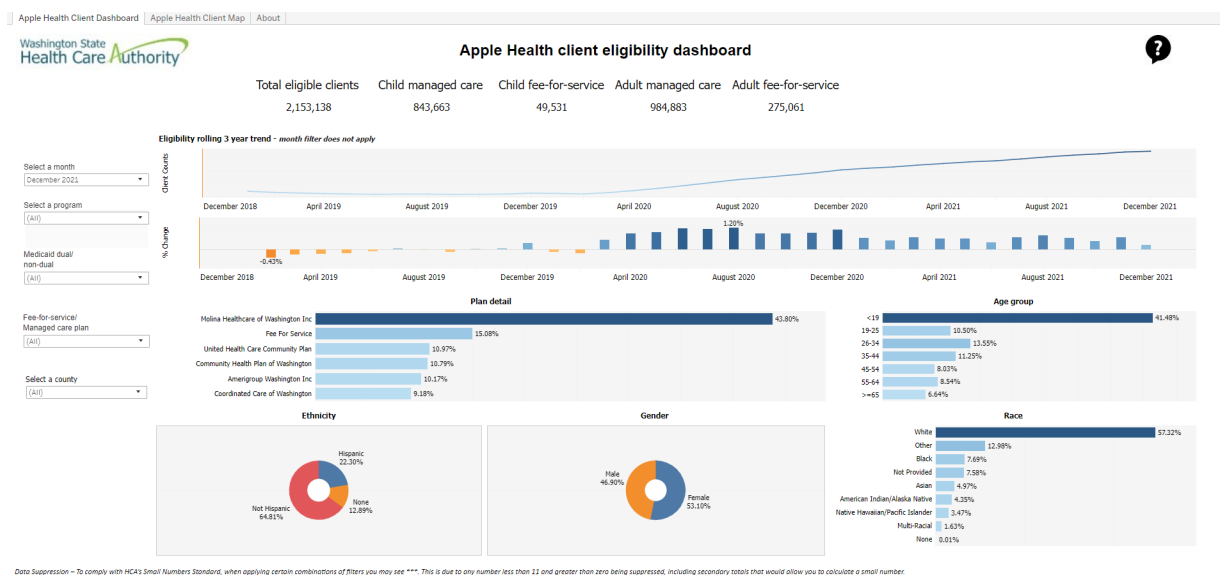 Apple Health Client Dashboard Apple Health Client Map About
Washington State
Health Care Authority
Apple Health client eligibility dashboard
?
Total eligible clients Child managed care Child fee-for-service Adult managed care Adult fee-for-service
2,153,138 843,663 49,531 984,883 275,061
Eligibility rolling 3 year trend - month filter does not apply
Select a month
December 2021
Select a program
(All)
Medicaid dual/
non-dual
(All)
Fee-for-service/
Managed care plan
(All)
Select a county
(All)
Client Counts
December 2018 April 2019 August 2019 December 2019 April 2020 August 2020 December 2020 April 2021 August 2021 December 2021
% Change
1.20%
-0.43%
December 2018 April 2019 August 2019 December 2019 April 2020 August 2020 December 2020 April 2021 August 2021 December 2021
Plan detail
Molina Healthcare of Washington Inc 43.80%
Fee For Service 15.08%
United Health Care Community Plan 10.97%
Community Health Plan of Washington 10.79%
Amerigroup Washington Inc 10.17%
Coordinated Care of Washington 9.18%
Age group
<19 41.48%
19-25 10.50%
26-34 13.55%
35-44 11.25%
45-54 8.03%
55-64 8.54%
>=65 6.64%
Ethnicity
Hispanic
22.30%
None
12.89%
Not Hispanic
64.81%
Gender
Male
46.90%
Female
53.10%
Race
White 57.32%
Other 12.98%
Black 7.69%
Not Provided 7.58%
Asian 4.97%
American Indian/Alaska Native 4.35%
Native Hawaiian/Pacific Islander 3.47%
Multi-Racial 1.63%
None 0.01%
Data Suppression – To comply with HCA's Small Numbers Standard, when applying certain combinations of filters you may see ***. This is due to any number less than 11 and greater than zero being suppressed, including secondary totals that would allow you to calculate a small number.